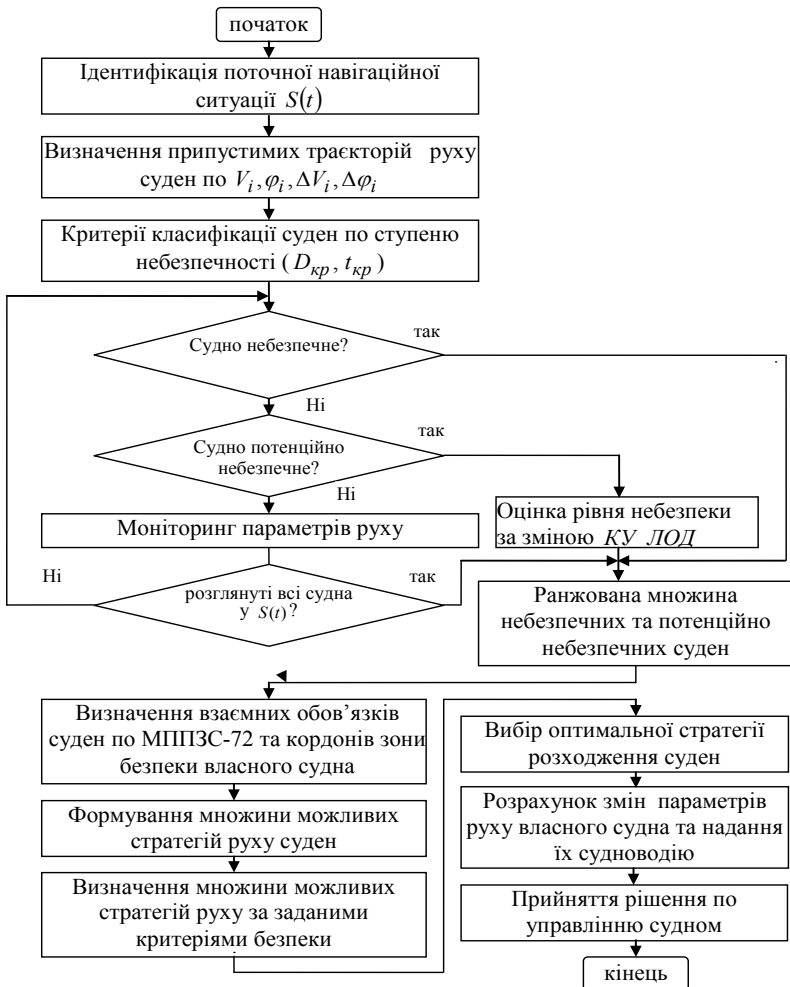 початок
Ідентифікація поточної навігаційної
ситуації S(t)
Визначення припустимих траєкторій руху
суден по V_i, φ_i, ΔV_i, Δφ_i
Критерії класифікації суден по ступеню
небезпечності ( D_кр, t_кр )
Судно небезпечне?
так
Ні
Судно потенційно
небезпечне?
так
Ні
Моніторинг параметрів руху
Оцінка рівня небезпеки
за зміною КУ ЛОД
Ні
розглянуті всі судна
у S(t)?
так
Ранжована множина
небезпечних та потенційно
небезпечних суден
Визначення взаємних обов’язків
суден по МППЗС-72 та кордонів зони
безпеки власного судна
Формування множини можливих
стратегій руху суден
Визначення множини можливих
стратегій руху за заданими
критеріями безпеки
Вибір оптимальної стратегії
розходження суден
Розрахунок змін параметрів
руху власного судна та надання
їх судноводію
Прийняття рішення по
управлінню судном
кінець